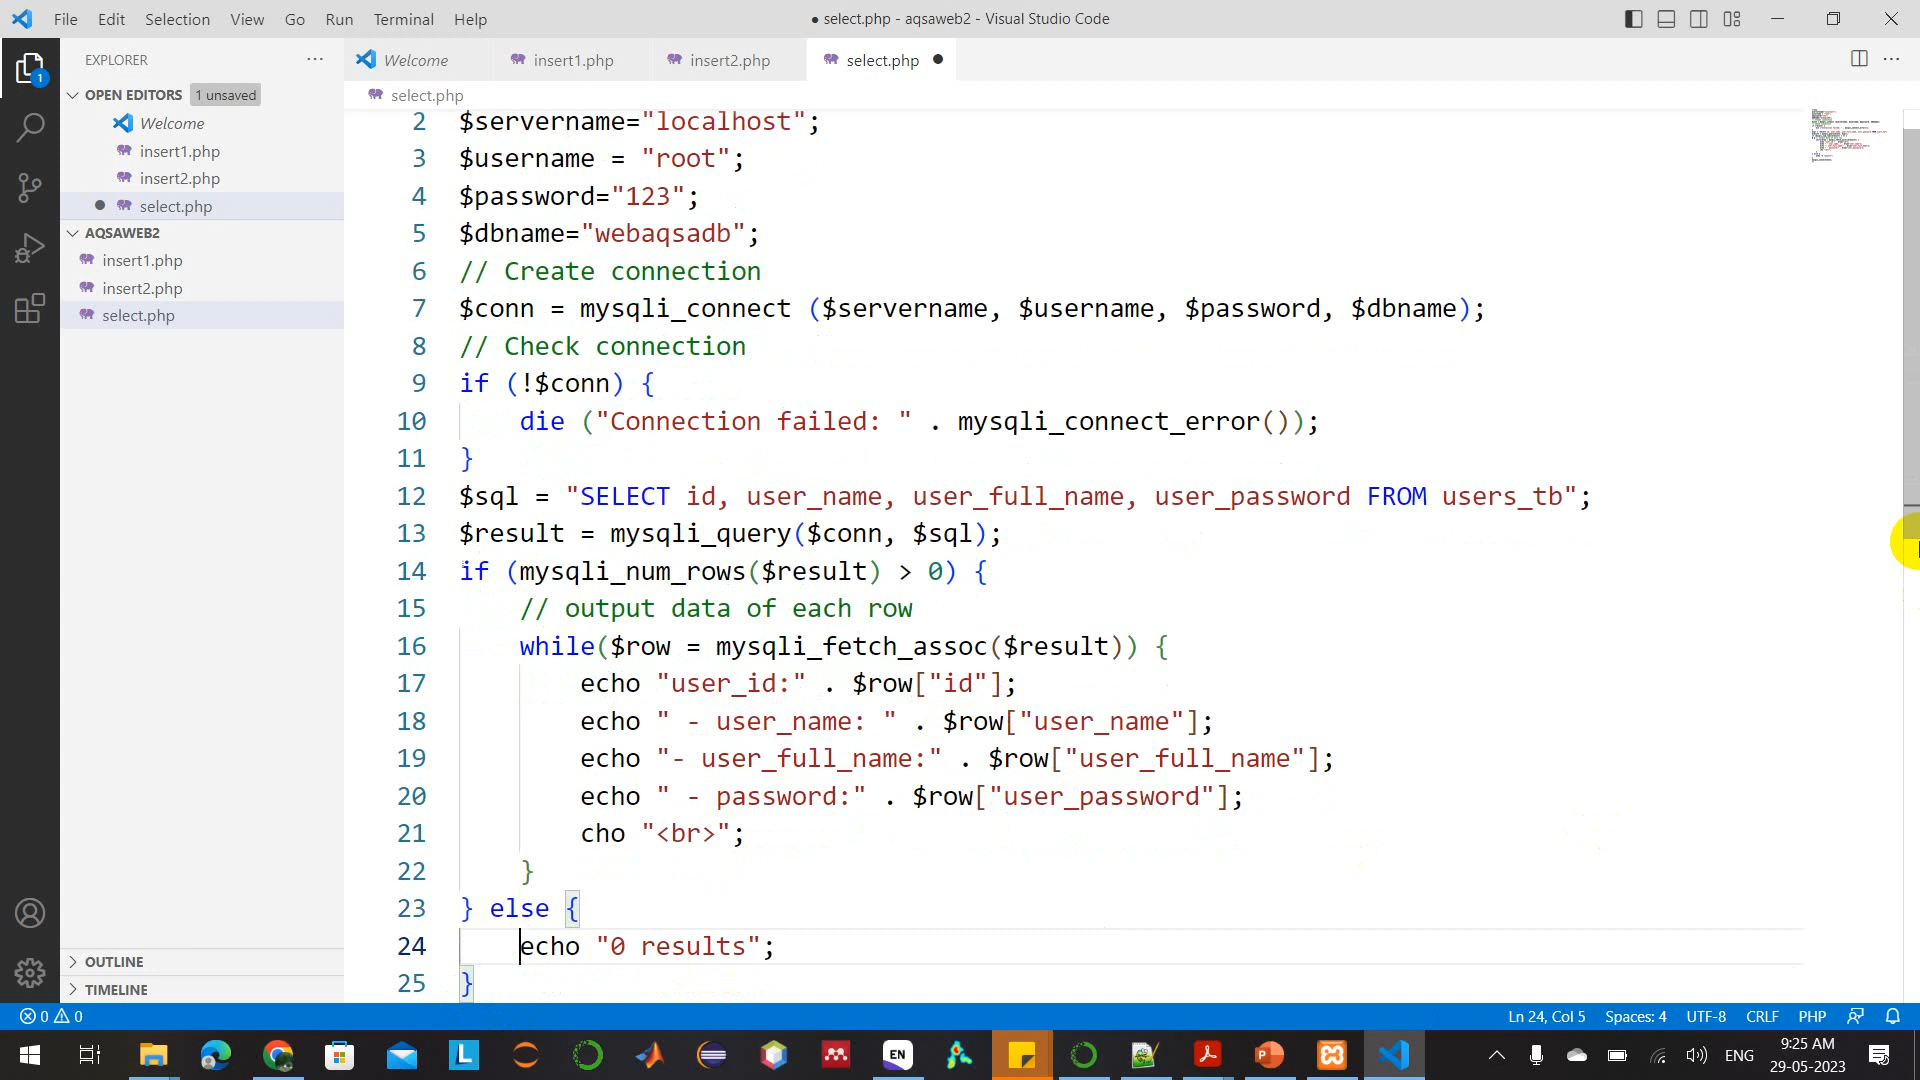 File Edit Selection View Go Run Terminal Help
● select.php - aqsaweb2 - Visual Studio Code
EXPLORER
Welcome
insert1.php
insert2.php
select.php
select.php
OPEN EDITORS 1 unsaved
Welcome
insert1.php
insert2.php
select.php
AQSAWEB2
insert1.php
insert2.php
select.php
OUTLINE
TIMELINE
1
2 $servername="localhost";
3 $username = "root";
4 $password="123";
5 $dbname="webaqsadb";
6 // Create connection
7 $conn = mysqli_connect ($servername, $username, $password, $dbname);
8 // Check connection
9 if (!$conn) {
10 die ("Connection failed: " . mysqli_connect_error());
11 }
12 $sql = "SELECT id, user_name, user_full_name, user_password FROM users_tb";
13 $result = mysqli_query($conn, $sql);
14 if (mysqli_num_rows($result) > 0) {
15 // output data of each row
16 while($row = mysqli_fetch_assoc($result)) {
17 echo "user_id:" . $row["id"];
18 echo " - user_name: " . $row["user_name"];
19 echo "- user_full_name:" . $row["user_full_name"];
20 echo " - password:" . $row["user_password"];
21 cho "<br>";
22 }
23 } else {
24 echo "0 results";
25 }
0 0
Ln 24, Col 5 Spaces: 4 UTF-8 CRLF PHP
L
EN
ENG
9:25 AM
29-05-2023